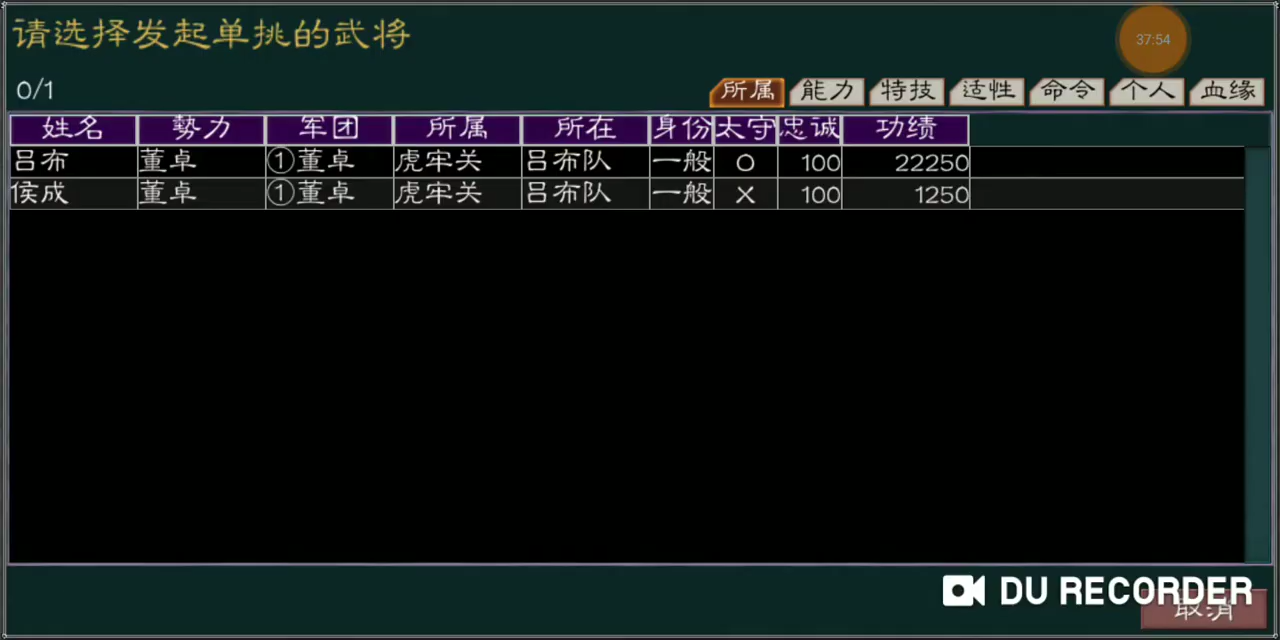 请选择发起单挑的武将
37:54
0/1
所属 能力 特技 适性 命令 个人 血缘
姓名 勢力 军团 所属 所在 身份 太守 忠诚 功绩
吕布 董卓 ①董卓 虎牢关 吕布队 一般 O 100 22250
侯成 董卓 ①董卓 虎牢关 吕布队 一般 X 100 1250
DU RECORDER
取消